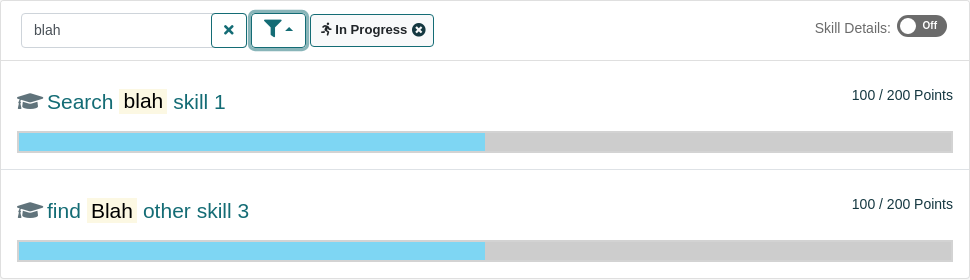 blah In Progress Skill Details: Off
Search blah skill 1 100 / 200 Points
find Blah other skill 3 100 / 200 Points